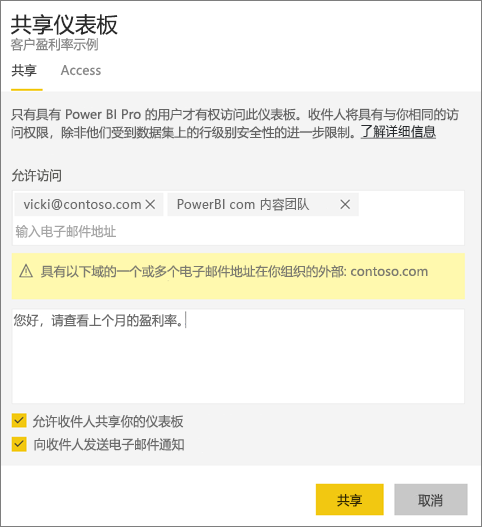 共享仪表板
客户盈利率示例
共享 Access
只有具有 Power BI Pro 的用户才有权访问此仪表板。收件人将具有与你相同的访
问权限，除非他们受到数据集上的行级别安全性的进一步限制。了解详细信息
允许访问
vicki@contoso.com PowerBI com 内容团队
输入电子邮件地址
具有以下域的一个或多个电子邮件地址在你组织的外部: contoso.com
您好，请查看上个月的盈利率。
允许收件人共享你的仪表板
向收件人发送电子邮件通知
共享 取消